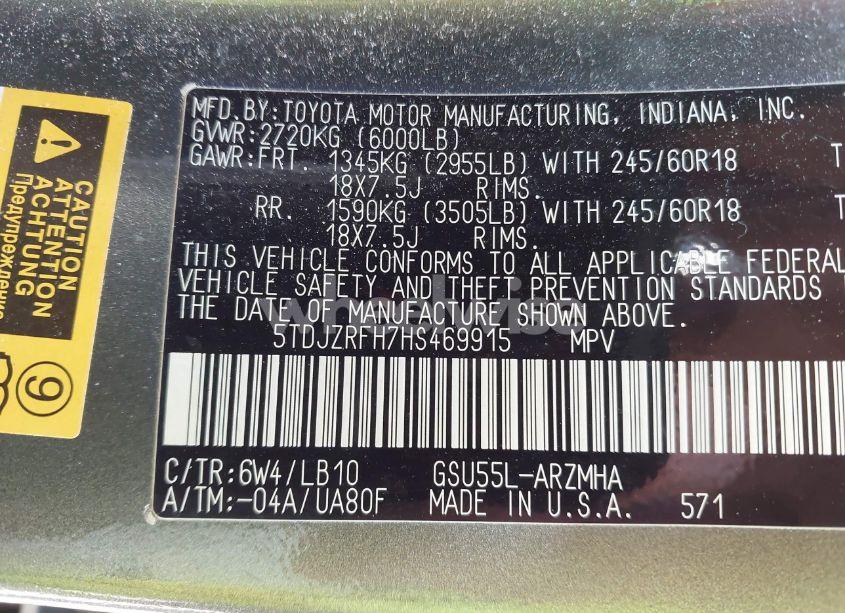 MFD.BY:TOYOTA MOTOR MANUFACTURING, INDIANA, INC.
GVWR:2720KG (6000LB)
GAWR:FRT. 1345KG (2955LB) WITH 245/60R18 T
18X7.5J RIMS.
RR. 1590KG (3505LB) WITH 245/60R18 T
18X7.5J RIMS.
THIS VEHICLE CONFORMS TO ALL APPLICABLE FEDERAL
VEHICLE SAFETY AND THEFT PREVENTION STANDARDS
THE DATE OF MANUFACTURE SHOWN ABOVE.
5TDJZRFH7HS469915 MPV
C/TR:6W4/LB10 GSU55L-ARZMHA
A/TM:-04A/UA80F MADE IN U.S.A. 571
CAUTION
ATTENTION
ACHTUNG
Предупреждение
9
wheelwise